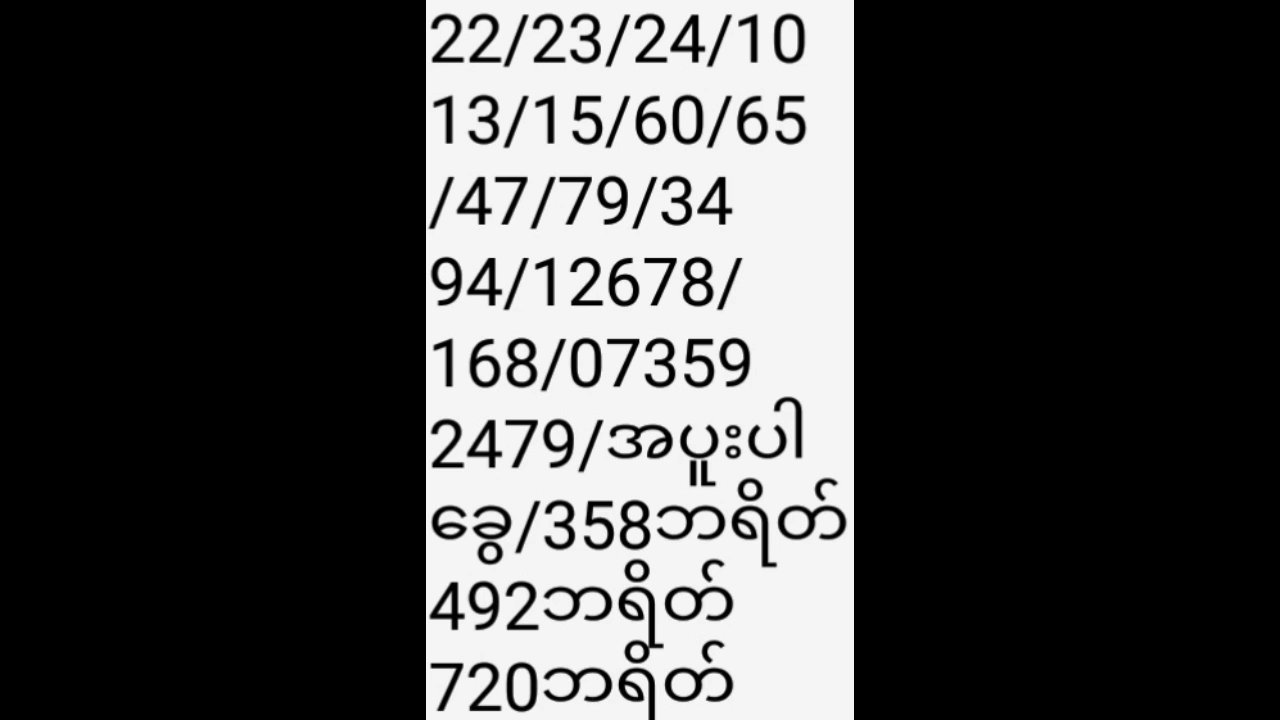 22/23/24/10
13/15/60/65
/47/79/34
94/12678/
168/07359
2479/အပူးပါ
ခွေ/358ဘရိတ်
492ဘရိတ်
720ဘရိတ်